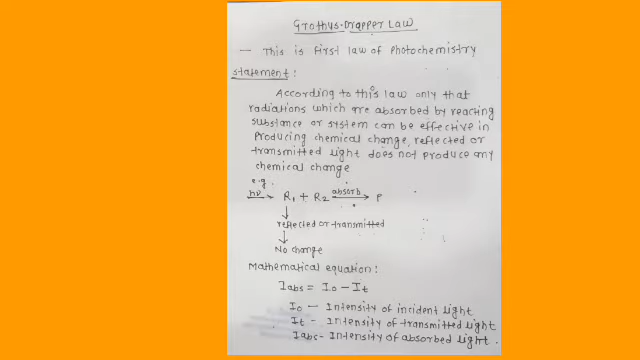 Grothus-Drapper Law
— This is first law of Photochemistry
statement:
According to this law only that
radiations which are absorbed by reacting
substance or system can be effective in
Producing chemical change, reflected or
transmitted light does not produce any
chemical change
e.g.
hν → R1 + R2 absorb → P
↓
reflected or transmitted
↓
No change
Mathematical equation:
Iabs = Io − It
Io — Intensity of incident light
It - Intensity of transmitted light
Iabs - Intensity of absorbed light.